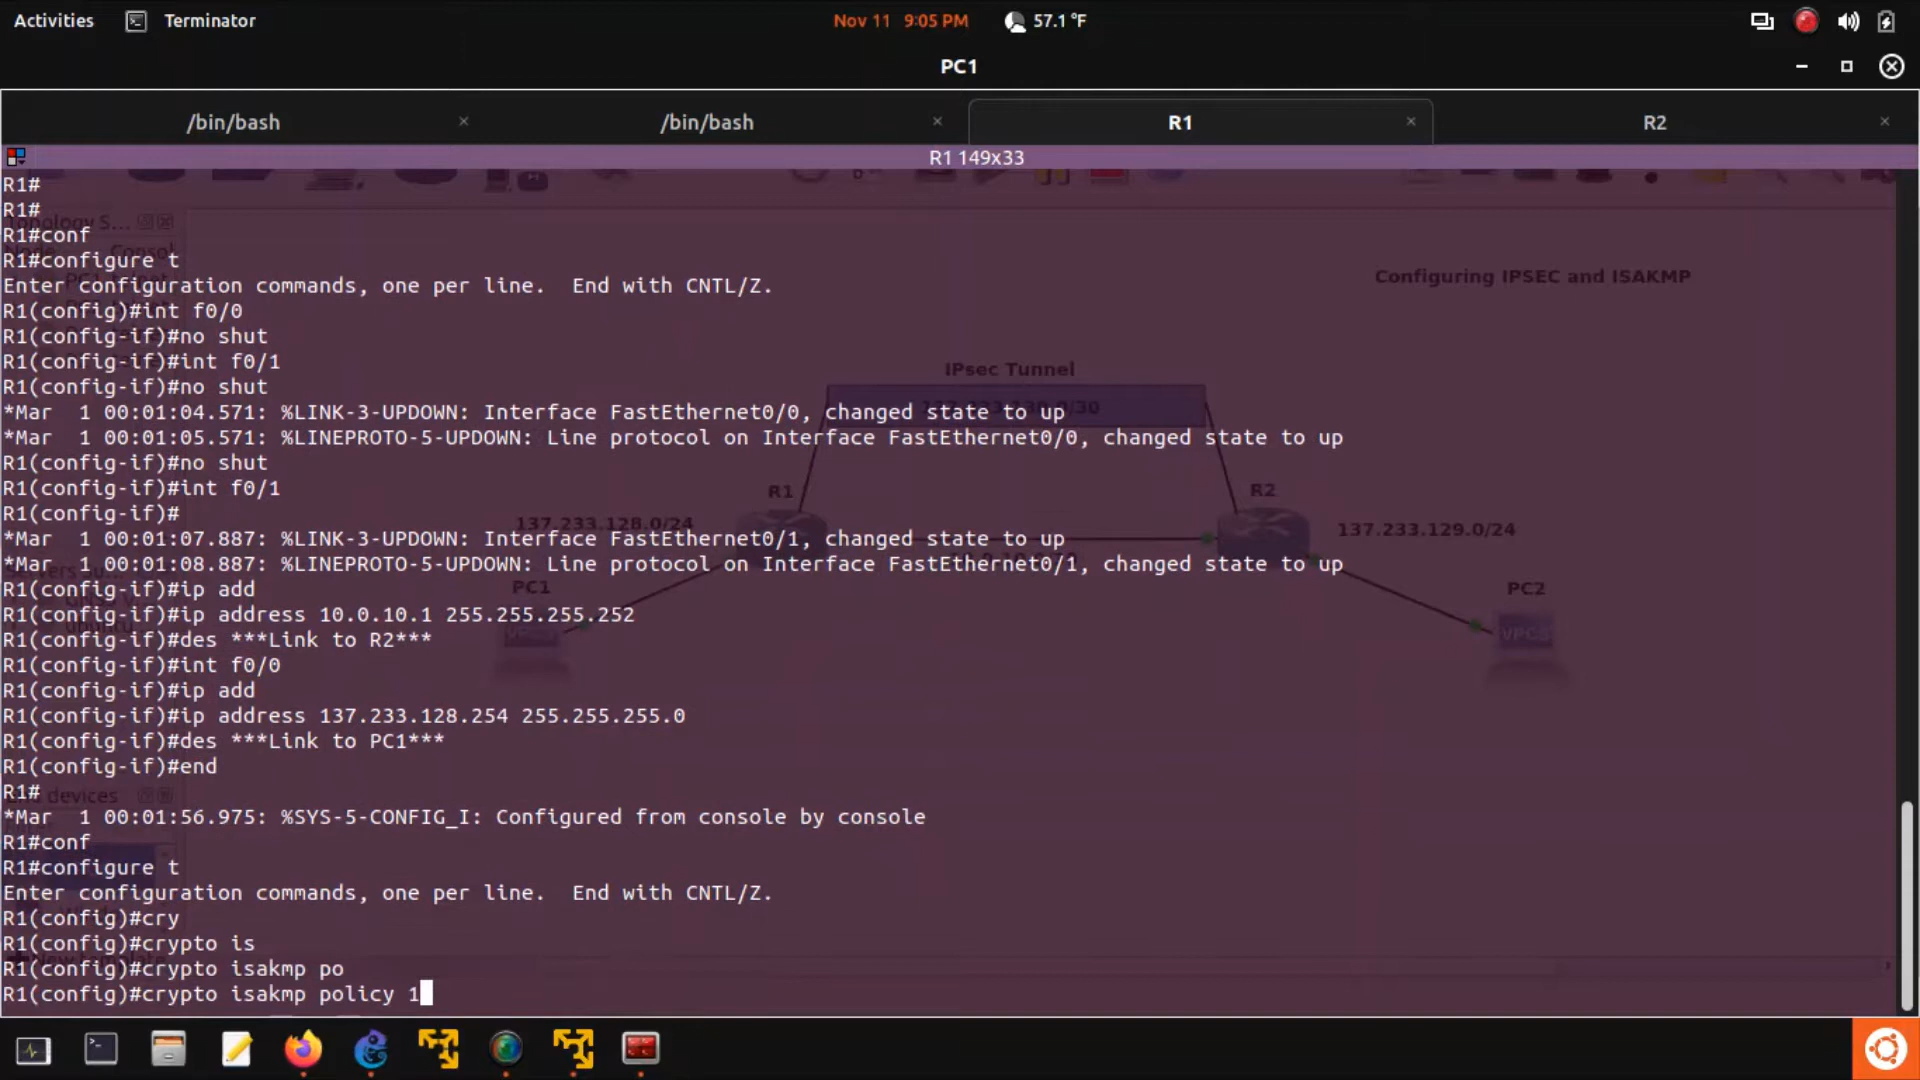 Activities
Terminator
Nov 11 9:05 PM
57.1 °F
PC1
/bin/bash
/bin/bash
R1
R2
R1 149x33
R1#
R1#
R1#conf
R1#configure t
Enter configuration commands, one per line.  End with CNTL/Z.
R1(config)#int f0/0
R1(config-if)#no shut
R1(config-if)#int f0/1
R1(config-if)#no shut
*Mar  1 00:01:04.571: %LINK-3-UPDOWN: Interface FastEthernet0/0, changed state to up
*Mar  1 00:01:05.571: %LINEPROTO-5-UPDOWN: Line protocol on Interface FastEthernet0/0, changed state to up
R1(config-if)#no shut
R1(config-if)#int f0/1
R1(config-if)#
*Mar  1 00:01:07.887: %LINK-3-UPDOWN: Interface FastEthernet0/1, changed state to up
*Mar  1 00:01:08.887: %LINEPROTO-5-UPDOWN: Line protocol on Interface FastEthernet0/1, changed state to up
R1(config-if)#ip add
R1(config-if)#ip address 10.0.10.1 255.255.255.252
R1(config-if)#des ***Link to R2***
R1(config-if)#int f0/0
R1(config-if)#ip add
R1(config-if)#ip address 137.233.128.254 255.255.255.0
R1(config-if)#des ***Link to PC1***
R1(config-if)#end
R1#
*Mar  1 00:01:56.975: %SYS-5-CONFIG_I: Configured from console by console
R1#conf
R1#configure t
Enter configuration commands, one per line.  End with CNTL/Z.
R1(config)#cry
R1(config)#crypto is
R1(config)#crypto isakmp po
R1(config)#crypto isakmp policy 1
Configuring IPSEC and ISAKMP
IPsec Tunnel
R1
R2
137.233.128.0/24
137.233.129.0/24
PC1
PC2
VPCS
Topology S...
End devices
New template